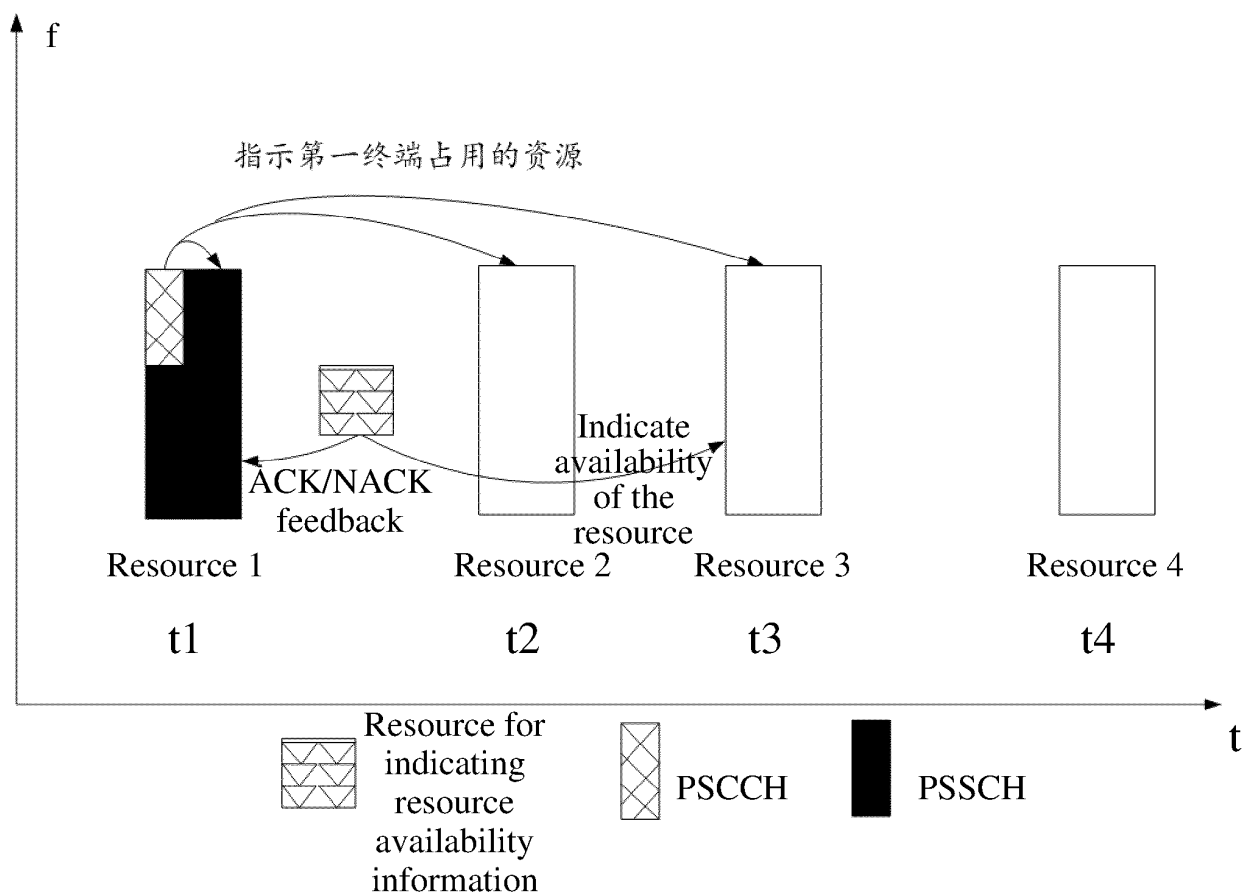 f
指示第一终端占用的资源
Indicate
availability
of the
resource
ACK/NACK
feedback
Resource 1
Resource 2
Resource 3
Resource 4
t1
t2
t3
t4
t
Resource for
indicating
resource
availability
information
PSCCH
PSSCH